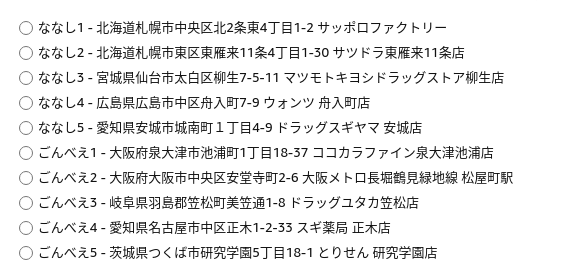 ななし1 - 北海道札幌市中央区北2条東4丁目1-2 サッポロファクトリー
ななし2 - 北海道札幌市東区東雁来11条4丁目1-30 サツドラ東雁来11条店
ななし3 - 宮城県仙台市太白区柳生7-5-11 マツモトキヨシドラッグストア柳生店
ななし4 - 広島県広島市中区舟入町7-9 ウォンツ 舟入町店
ななし5 - 愛知県安城市城南町１丁目4-9 ドラッグスギヤマ 安城店
ごんべえ1 - 大阪府泉大津市池浦町1丁目18-37 ココカラファイン泉大津池浦店
ごんべえ2 - 大阪府大阪市中央区安堂寺町2-6 大阪メトロ長堀鶴見緑地線 松屋町駅
ごんべえ3 - 岐阜県羽島郡笠松町美笠通1-8 ドラッグユタカ笠松店
ごんべえ4 - 愛知県名古屋市中区正木1-2-33 スギ薬局 正木店
ごんべえ5 - 茨城県つくば市研究学園5丁目18-1 とりせん 研究学園店